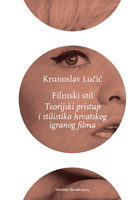 Krunoslav Lučić
Filmski stil
Teorijski pristup
i stilistika hrvatskog
igranog filma